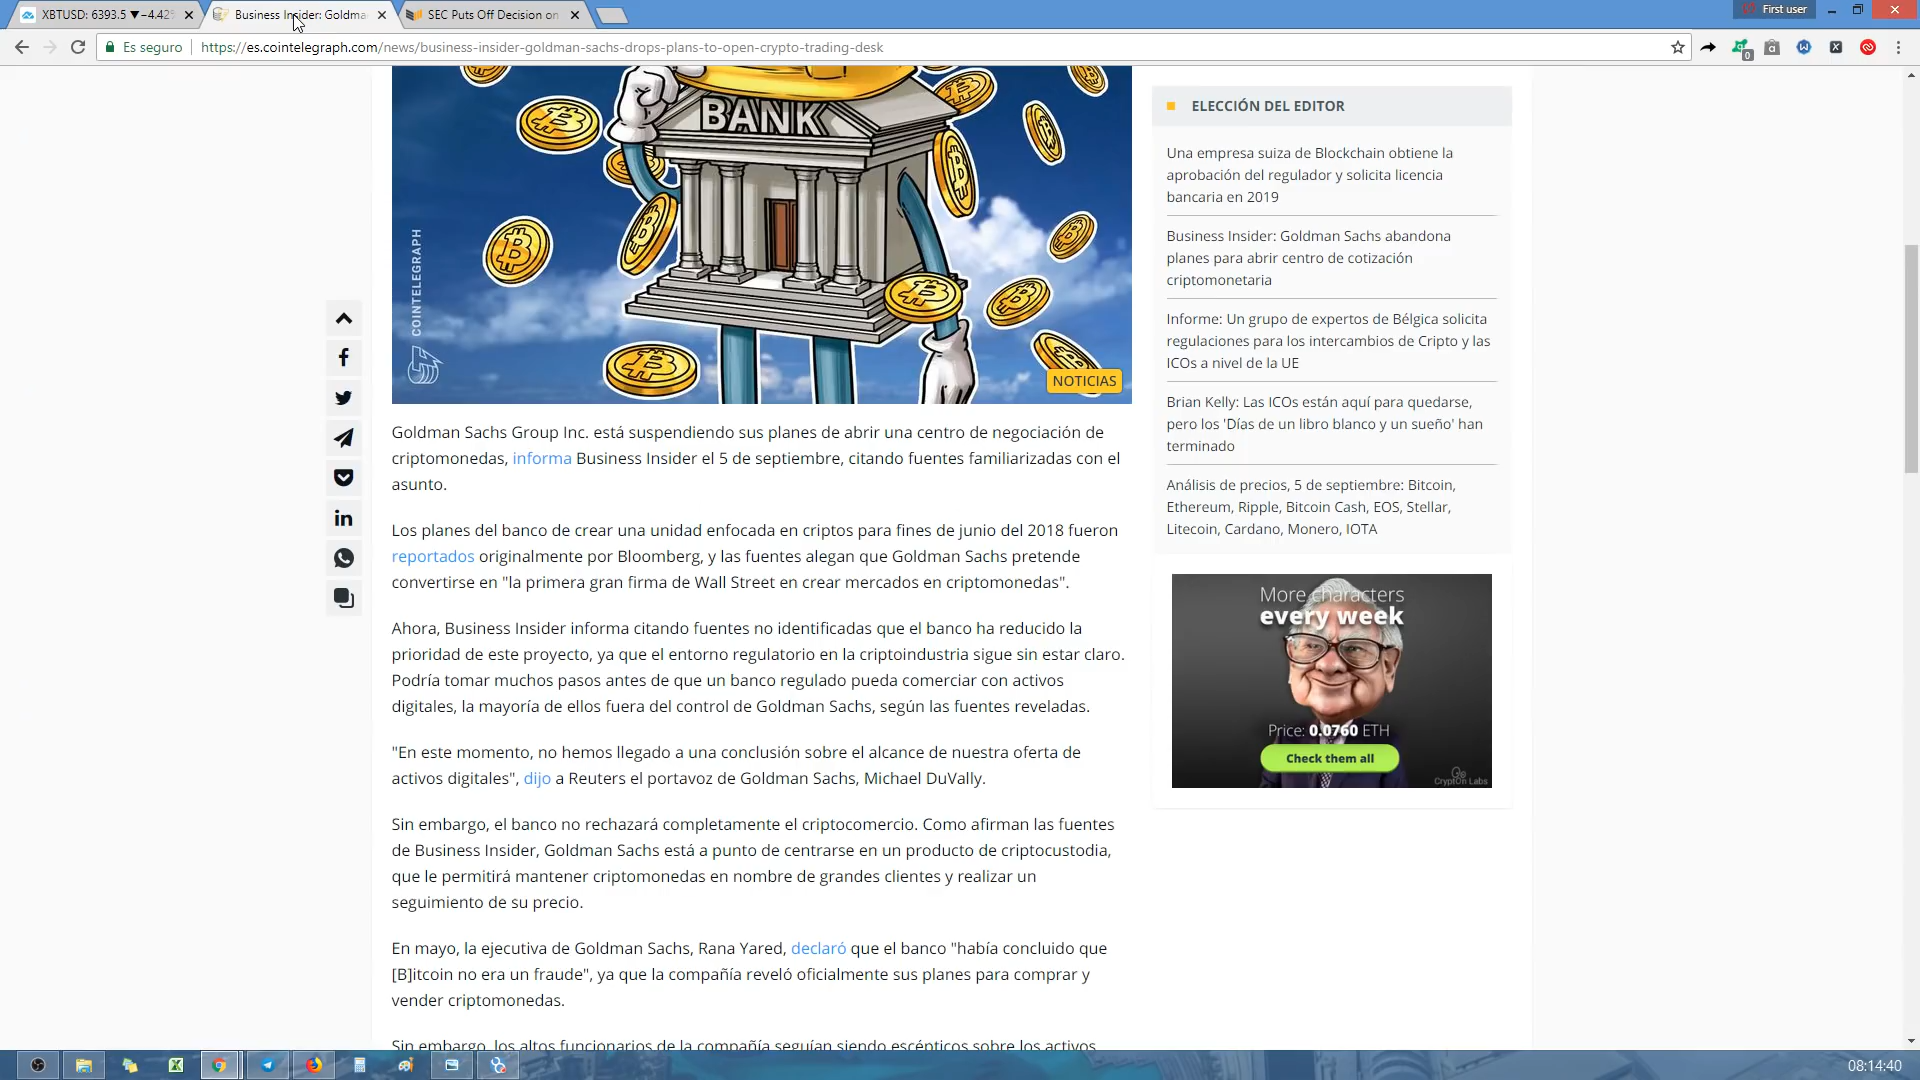 XBTUSD: 6393.5 ▼−4.42%
Business Insider: Goldma
SEC Puts Off Decision on
First user
Es seguro
https://es.cointelegraph.com/news/business-insider-goldman-sachs-drops-plans-to-open-crypto-trading-desk
0
BANK
COINTELEGRAPH
NOTICIAS
Goldman Sachs Group Inc. está suspendiendo sus planes de abrir una centro de negociación de
criptomonedas, informa Business Insider el 5 de septiembre, citando fuentes familiarizadas con el
asunto.
Los planes del banco de crear una unidad enfocada en criptos para fines de junio del 2018 fueron
reportados originalmente por Bloomberg, y las fuentes alegan que Goldman Sachs pretende
convertirse en "la primera gran firma de Wall Street en crear mercados en criptomonedas".
Ahora, Business Insider informa citando fuentes no identificadas que el banco ha reducido la
prioridad de este proyecto, ya que el entorno regulatorio en la criptoindustria sigue sin estar claro.
Podría tomar muchos pasos antes de que un banco regulado pueda comerciar con activos
digitales, la mayoría de ellos fuera del control de Goldman Sachs, según las fuentes reveladas.
"En este momento, no hemos llegado a una conclusión sobre el alcance de nuestra oferta de
activos digitales", dijo a Reuters el portavoz de Goldman Sachs, Michael DuVally.
Sin embargo, el banco no rechazará completamente el criptocomercio. Como afirman las fuentes
de Business Insider, Goldman Sachs está a punto de centrarse en un producto de criptocustodia,
que le permitirá mantener criptomonedas en nombre de grandes clientes y realizar un
seguimiento de su precio.
En mayo, la ejecutiva de Goldman Sachs, Rana Yared, declaró que el banco "había concluido que
[B]itcoin no era un fraude", ya que la compañía reveló oficialmente sus planes para comprar y
vender criptomonedas.
Sin embargo, los altos funcionarios de la compañía seguían siendo escépticos sobre los activos
ELECCIÓN DEL EDITOR
Una empresa suiza de Blockchain obtiene la
aprobación del regulador y solicita licencia
bancaria en 2019
Business Insider: Goldman Sachs abandona
planes para abrir centro de cotización
criptomonetaria
Informe: Un grupo de expertos de Bélgica solicita
regulaciones para los intercambios de Cripto y las
ICOs a nivel de la UE
Brian Kelly: Las ICOs están aquí para quedarse,
pero los 'Días de un libro blanco y un sueño' han
terminado
Análisis de precios, 5 de septiembre: Bitcoin,
Ethereum, Ripple, Bitcoin Cash, EOS, Stellar,
Litecoin, Cardano, Monero, IOTA
More characters
every week
Price: 0.0760 ETH
Check them all
CryptOn Labs
08:14:40